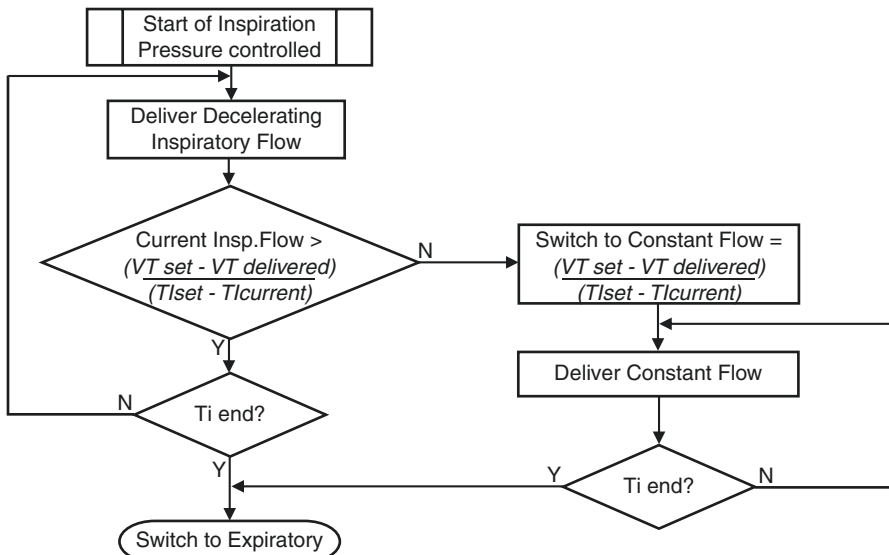 Start of Inspiration
Pressure controlled
Deliver Decelerating
Inspiratory Flow
Current Insp.Flow >
(VT set - VT delivered)
(TIset - TIcurrent)
N
Y
Switch to Constant Flow =
(VT set - VT delivered)
(TIset - TIcurrent)
Deliver Constant Flow
N
Ti end?
Y
Y
Ti end?
N
Switch to Expiratory